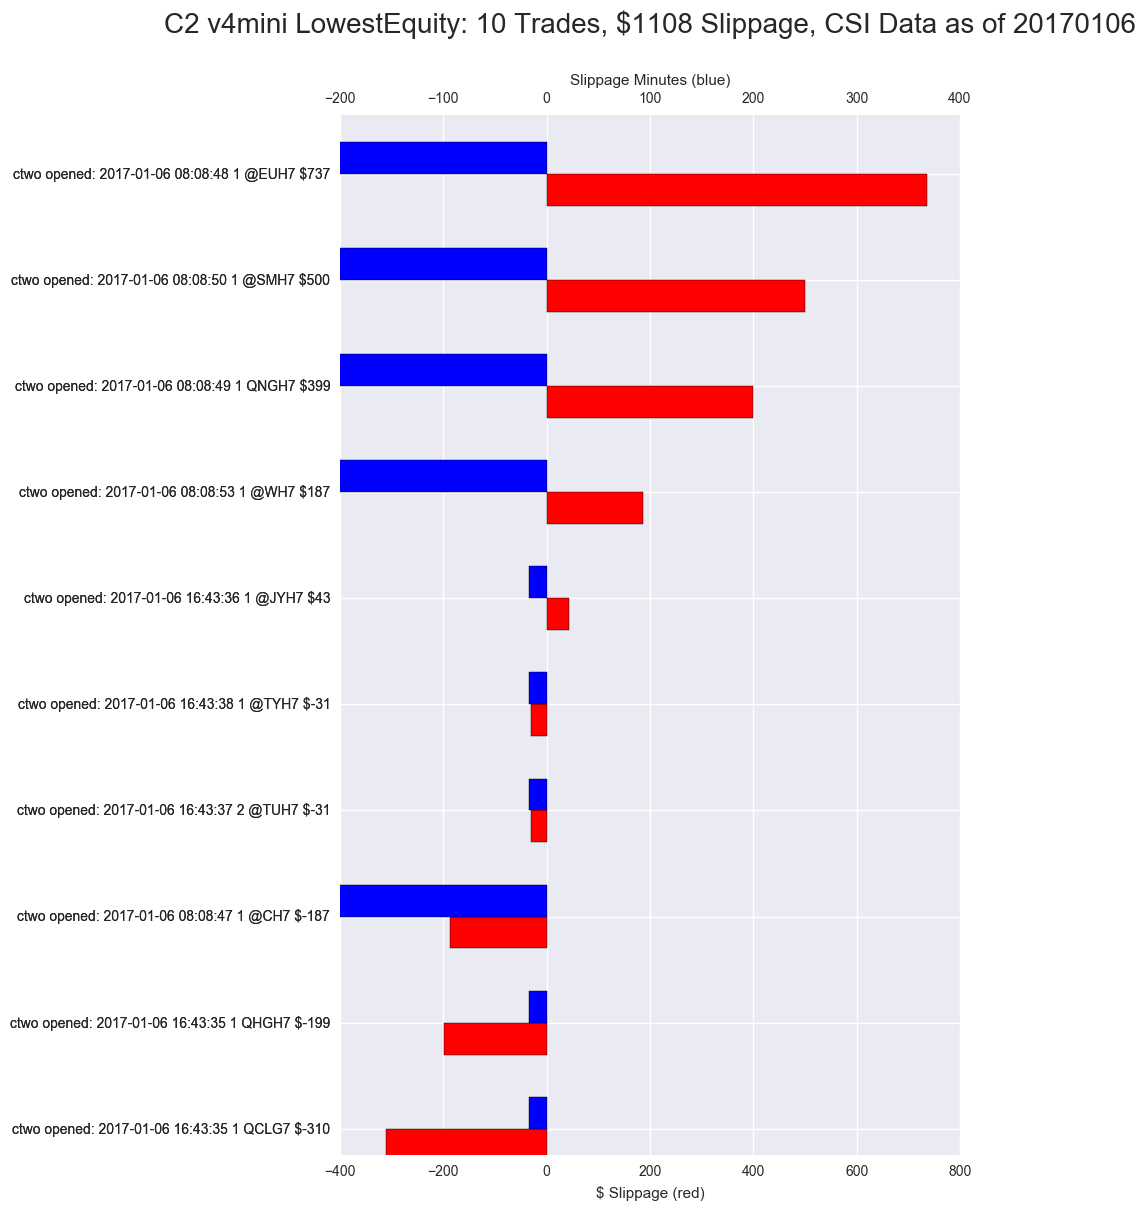 C2 v4mini LowestEquity: 10 Trades, $1108 Slippage, CSI Data as of 20170106
Slippage Minutes (blue)
−200 −100 0 100 200 300 400
ctwo opened: 2017-01-06 08:08:48 1 @EUH7 $737
ctwo opened: 2017-01-06 08:08:50 1 @SMH7 $500
ctwo opened: 2017-01-06 08:08:49 1 QNGH7 $399
ctwo opened: 2017-01-06 08:08:53 1 @WH7 $187
ctwo opened: 2017-01-06 16:43:36 1 @JYH7 $43
ctwo opened: 2017-01-06 16:43:38 1 @TYH7 $-31
ctwo opened: 2017-01-06 16:43:37 2 @TUH7 $-31
ctwo opened: 2017-01-06 08:08:47 1 @CH7 $-187
ctwo opened: 2017-01-06 16:43:35 1 QHGH7 $-199
ctwo opened: 2017-01-06 16:43:35 1 QCLG7 $-310
−400 −200 0 200 400 600 800
$ Slippage (red)